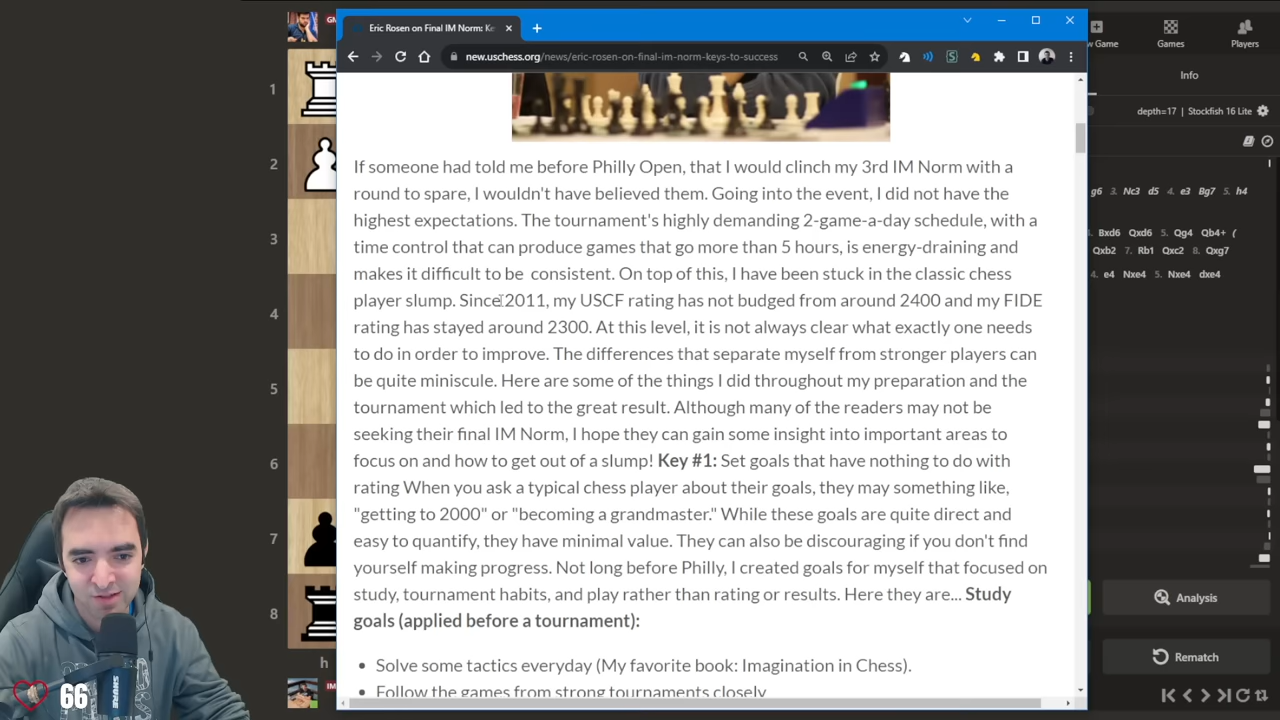 GM
Eric Rosen on Final IM Norm: Ke
new.uschess.org/news/eric-rosen-on-final-im-norm-keys-to-success
w Game
Games
Players
Info
depth=17 | Stockfish 16 Lite
1
2
3
4
5
6
7
8
h
If someone had told me before Philly Open, that I would clinch my 3rd IM Norm with a
round to spare, I wouldn't have believed them. Going into the event, I did not have the
highest expectations. The tournament's highly demanding 2-game-a-day schedule, with a
time control that can produce games that go more than 5 hours, is energy-draining and
makes it difficult to be consistent. On top of this, I have been stuck in the classic chess
player slump. Since 2011, my USCF rating has not budged from around 2400 and my FIDE
rating has stayed around 2300. At this level, it is not always clear what exactly one needs
to do in order to improve. The differences that separate myself from stronger players can
be quite miniscule. Here are some of the things I did throughout my preparation and the
tournament which led to the great result. Although many of the readers may not be
seeking their final IM Norm, I hope they can gain some insight into important areas to
focus on and how to get out of a slump! Key #1: Set goals that have nothing to do with
rating When you ask a typical chess player about their goals, they may something like,
"getting to 2000" or "becoming a grandmaster." While these goals are quite direct and
easy to quantify, they have minimal value. They can also be discouraging if you don't find
yourself making progress. Not long before Philly, I created goals for myself that focused on
study, tournament habits, and play rather than rating or results. Here they are... Study
goals (applied before a tournament):
Solve some tactics everyday (My favorite book: Imagination in Chess).
Follow the games from strong tournaments closely
g6 3. Nc3 d5 4. e3 Bg7 5. h4
. Bxd6 Qxd6 5. Qg4 Qb4+ (
Qxb2 7. Rb1 Qxc2 8. Qxg7
4. e4 Nxe4 5. Nxe4 dxe4
Analysis
Rematch
IM
66
SHURE